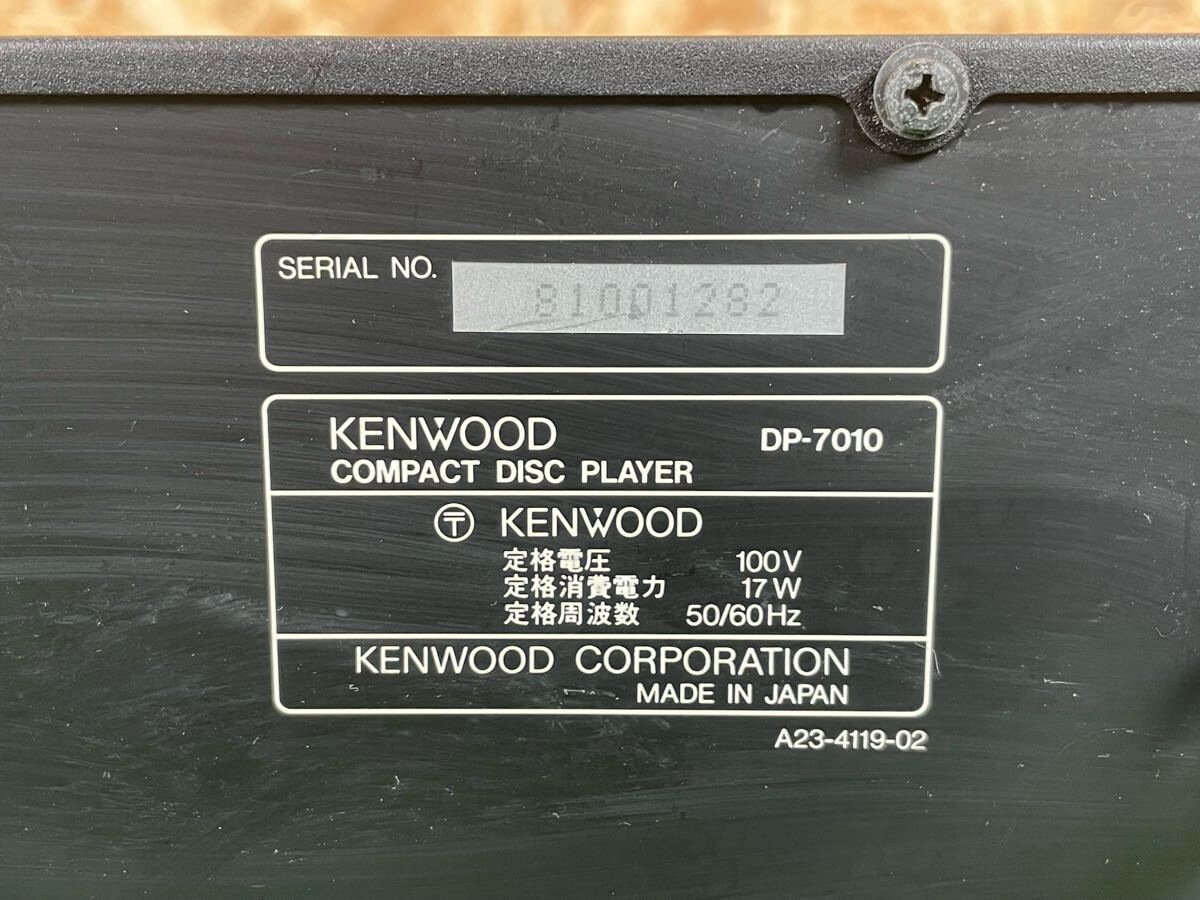 SERIAL NO. 81001282
KENWOOD DP-7010
COMPACT DISC PLAYER
〶 KENWOOD
定格電圧 100V
定格消費電力 17W
定格周波数 50/60Hz
KENWOOD CORPORATION
MADE IN JAPAN
A23-4119-02